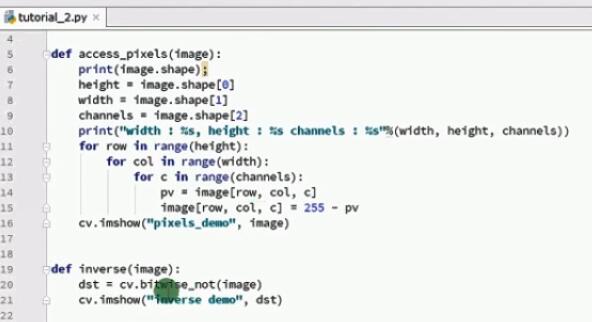 tutorial_2.py ×
4
5 def access_pixels(image):
6 print(image.shape);
7 height = image.shape[0]
8 width = image.shape[1]
9 channels = image.shape[2]
10 print("width : %s, height : %s channels : %s"%(width, height, channels))
11 for row in range(height):
12 for col in range(width):
13 for c in range(channels):
14 pv = image[row, col, c]
15 image[row, col, c] = 255 - pv
16 cv.imshow("pixels_demo", image)
17
18
19 def inverse(image):
20 dst = cv.bitwise_not(image)
21 cv.imshow("inverse demo", dst)
22